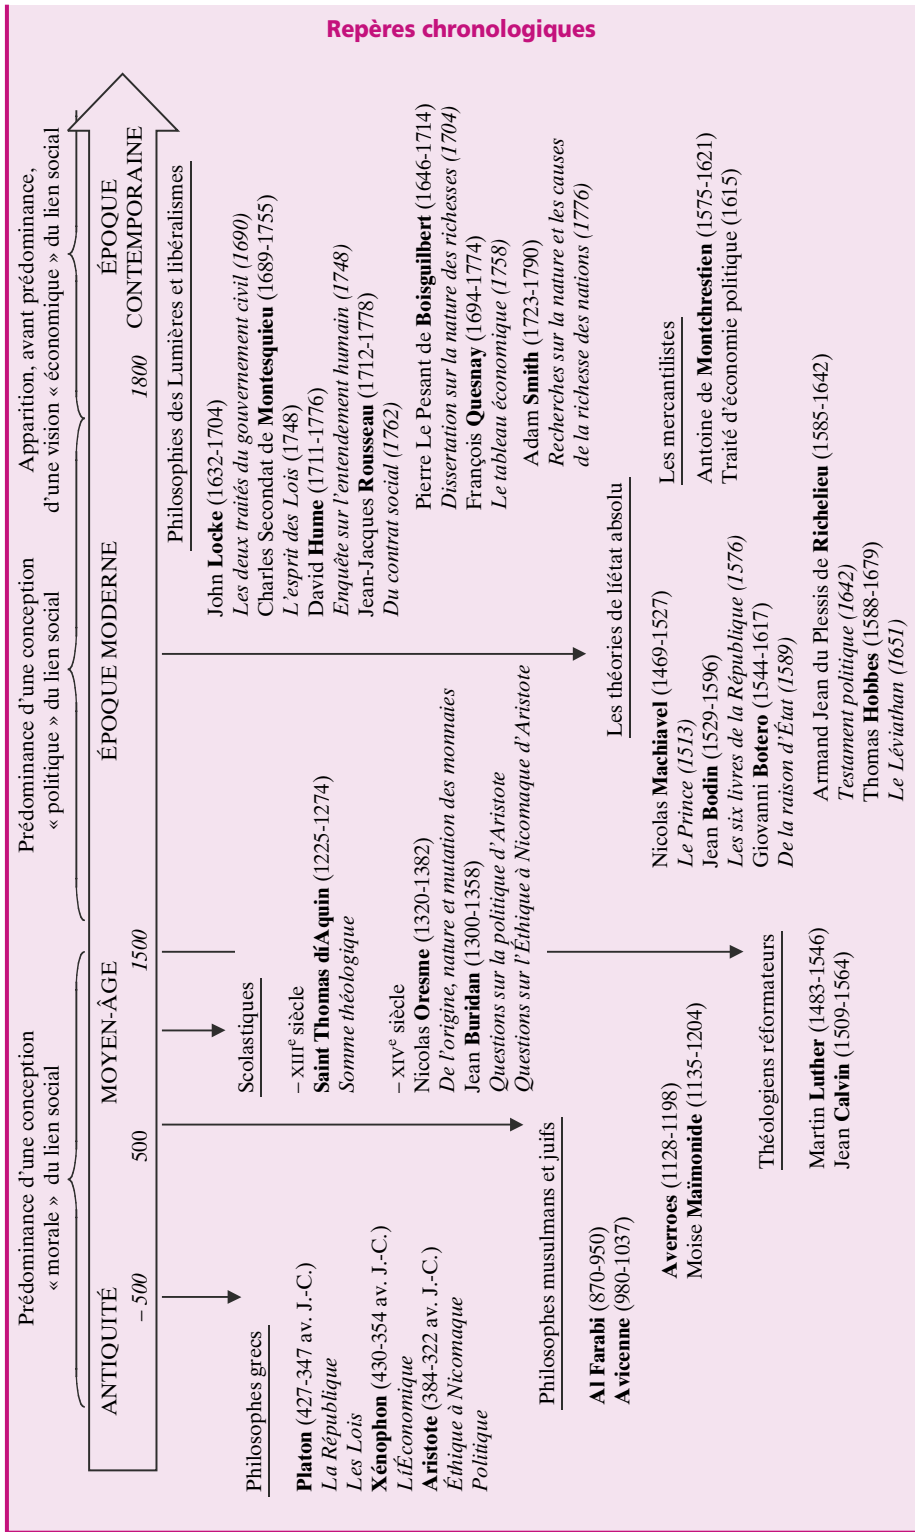 Repères chronologiques
Prédominance d'une conception
« morale » du lien social
Prédominance d'une conception
« politique » du lien social
Apparition, avant prédominance,
d'une vision « économique » du lien social
ANTIQUITÉ
MOYEN-ÂGE
ÉPOQUE MODERNE
ÉPOQUE
CONTEMPORAINE
– 500
500
1500
1800
Philosophes grecs
Platon (427-347 av. J.-C.)
La République
Les Lois
Xénophon (430-354 av. J.-C.)
LíÉconomique
Aristote (384-322 av. J.-C.)
Éthique à Nicomaque
Politique
Philosophes musulmans et juifs
Al Farabi (870-950)
Avicenne (980-1037)
Averroes (1128-1198)
Moise Maïmonide (1135-1204)
Scolastiques
– XIIIe siècle
Saint Thomas díAquin (1225-1274)
Somme théologique
– XIVe siècle
Nicolas Oresme (1320-1382)
De l'origine, nature et mutation des monnaies
Jean Buridan (1300-1358)
Questions sur la politique d'Aristote
Questions sur l'Éthique à Nicomaque d'Aristote
Théologiens réformateurs
Martin Luther (1483-1546)
Jean Calvin (1509-1564)
Philosophies des Lumières et libéralismes
John Locke (1632-1704)
Les deux traités du gouvernement civil (1690)
Charles Secondat de Montesquieu (1689-1755)
L'esprit des Lois (1748)
David Hume (1711-1776)
Enquête sur l'entendement humain (1748)
Jean-Jacques Rousseau (1712-1778)
Du contrat social (1762)
Pierre Le Pesant de Boisguilbert (1646-1714)
Dissertation sur la nature des richesses (1704)
François Quesnay (1694-1774)
Le tableau économique (1758)
Adam Smith (1723-1790)
Recherches sur la nature et les causes
de la richesse des nations (1776)
Les théories de líétat absolu
Nicolas Machiavel (1469-1527)
Le Prince (1513)
Jean Bodin (1529-1596)
Les six livres de la République (1576)
Giovanni Botero (1544-1617)
De la raison d'État (1589)
Armand Jean du Plessis de Richelieu (1585-1642)
Testament politique (1642)
Thomas Hobbes (1588-1679)
Le Léviathan (1651)
Les mercantilistes
Antoine de Montchrestien (1575-1621)
Traité d'économie politique (1615)